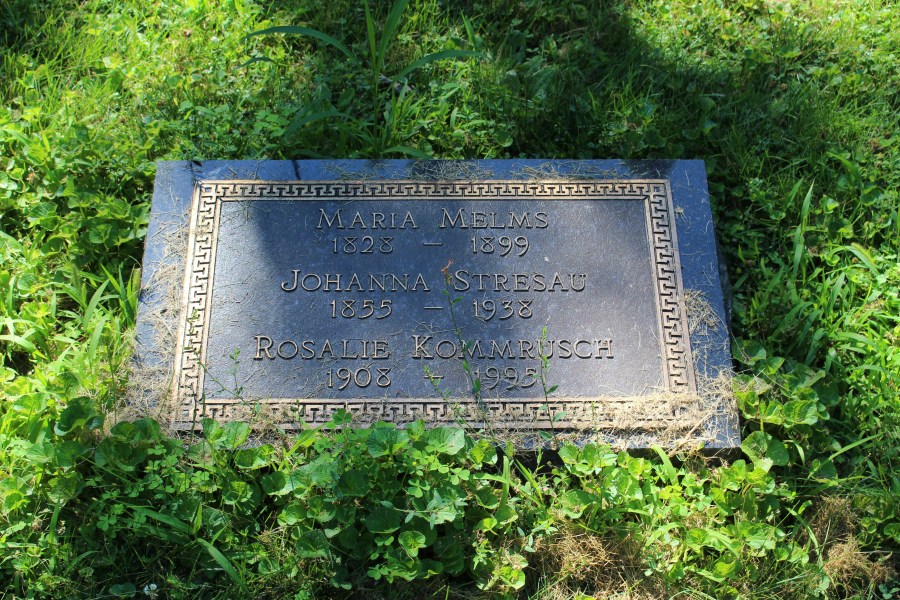 MARIA MELMS
1828 — 1899
JOHANNA STRESAU
1855 — 1938
ROSALIE KOMMRUSCH
1908 — 1995